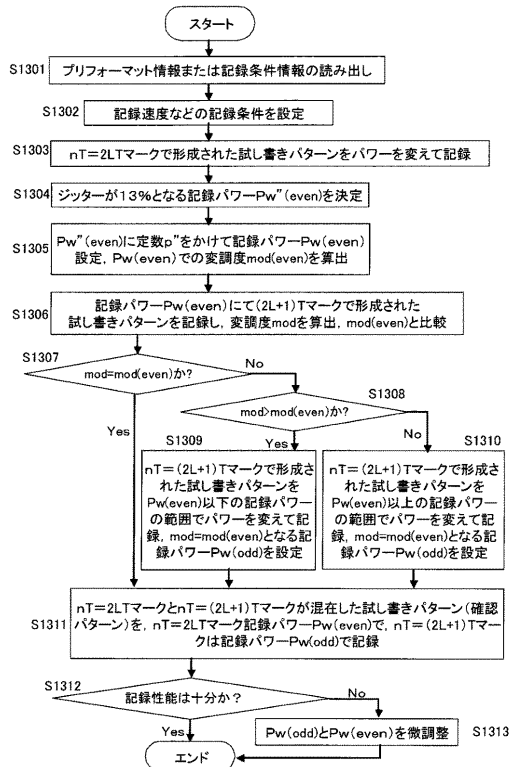 スタート
S1301
プリフォーマット情報または記録条件情報の読み出し
S1302
記録速度などの記録条件を設定
S1303
nT=2LTマークで形成された試し書きパターンをパワーを変えて記録
S1304
ジッターが13%となる記録パワーPw"(even)を決定
S1305
Pw"(even)に定数p"をかけて記録パワーPw(even)
設定，Pw(even)での変調度mod(even)を算出
S1306
記録パワーPw(even)にて(2L+1)Tマークで形成された
試し書きパターンを記録し，変調度modを算出，mod(even)と比較
S1307
mod=mod(even)か?
No
Yes
S1308
mod>mod(even)か?
Yes
No
S1309
nT=(2L+1)Tマークで形成さ
れた試し書きパターンを
Pw(even)以下の記録パワー
の範囲でパワーを変えて記
録，mod=mod(even)となる記
録パワーPw(odd)を設定
S1310
nT=(2L+1)Tマークで形成さ
れた試し書きパターンを
Pw(even)以上の記録パワー
の範囲でパワーを変えて記
録，mod=mod(even)となる記
録パワーPw(odd)を設定
S1311
nT=2LTマークとnT=(2L+1)Tマークが混在した試し書きパターン(確認
パターン)を，nT=2LTマーク記録パワーPw(even)で，nT=(2L+1)Tマー
クは記録パワーPw(odd)で記録
S1312
記録性能は十分か?
No
Yes
Pw(odd)とPw(even)を微調整
S1313
エンド